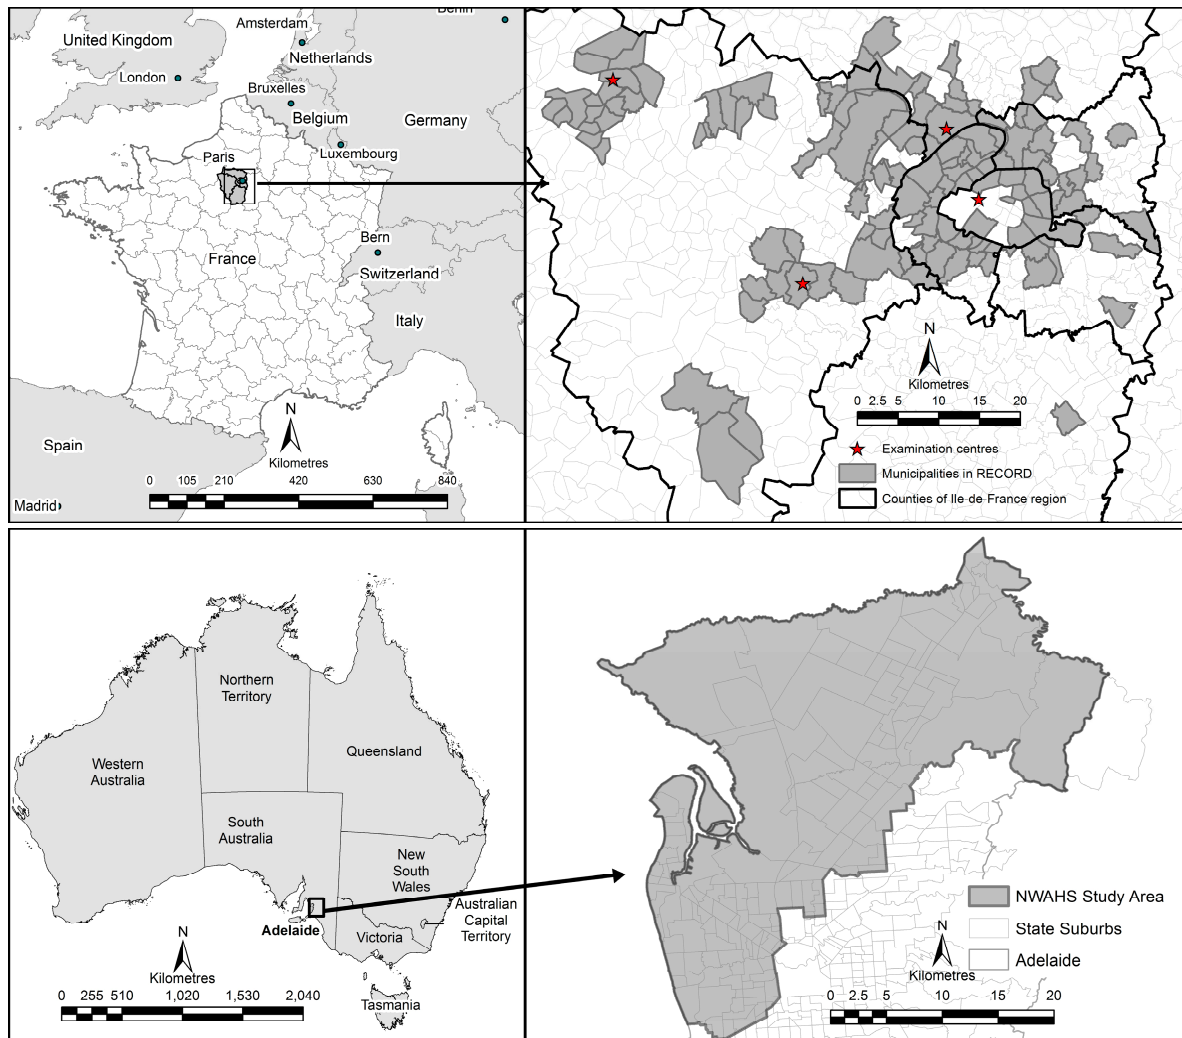 Berlin
Amsterdam
United Kingdom
Netherlands
London
Bruxelles
Belgium
Germany
Luxembourg
Paris
Bern
France
Switzerland
Italy
N
Spain
Kilometres
0 105 210 420 630 840
Madrid
N
Kilometres
0 2.5 5 10 15 20
Examination centres
Municipalities in RECORD
Counties of Ile-de-France region
Northern
Territory
Western
Australia
Queensland
South
Australia
New
South
Wales
Australian
Capital
Territory
Adelaide
Victoria
N
Kilometres
0 255 510 1,020 1,530 2,040
Tasmania
NWAHS Study Area
State Suburbs
Adelaide
N
Kilometres
0 2.5 5 10 15 20